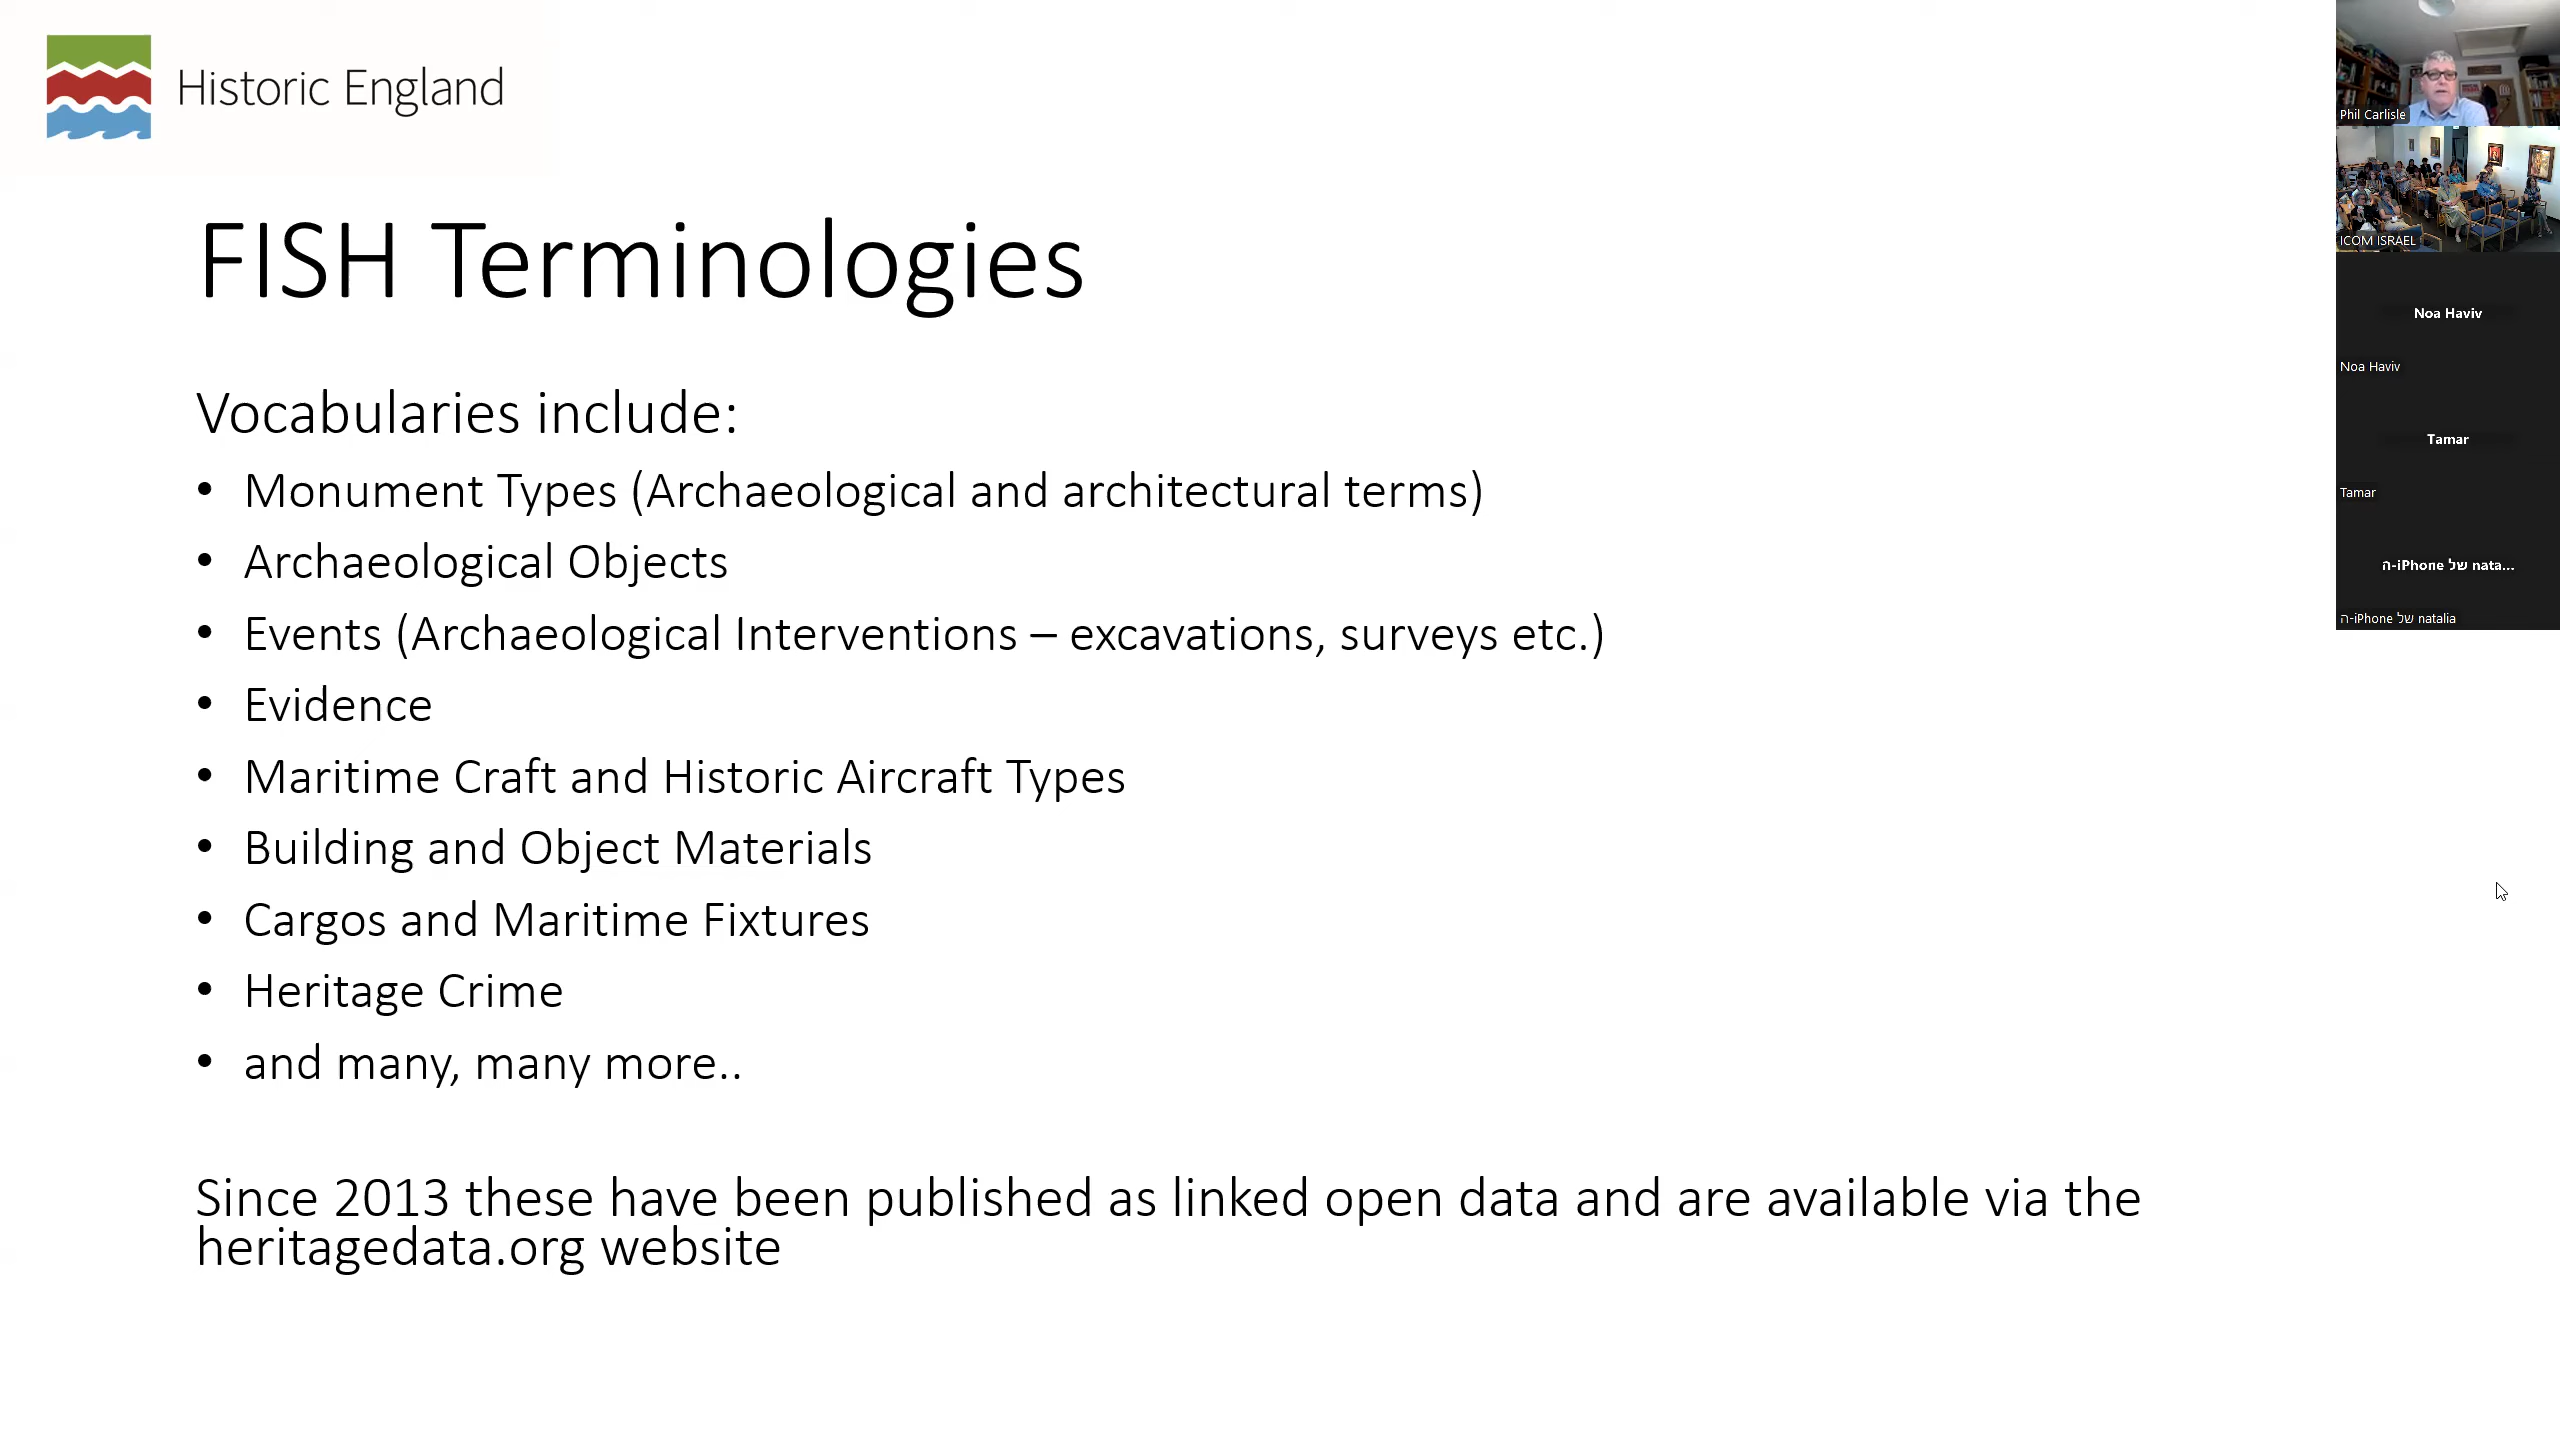 Historic England
FISH Terminologies
Vocabularies include:
• Monument Types (Archaeological and architectural terms)
• Archaeological Objects
• Events (Archaeological Interventions – excavations, surveys etc.)
• Evidence
• Maritime Craft and Historic Aircraft Types
• Building and Object Materials
• Cargos and Maritime Fixtures
• Heritage Crime
• and many, many more..
Since 2013 these have been published as linked open data and are available via the
heritagedata.org website
Phil Carlisle
ICOM ISRAEL
Noa Haviv
Noa Haviv
Tamar
Tamar
ה-iPhone של nata...
ה-iPhone של natalia